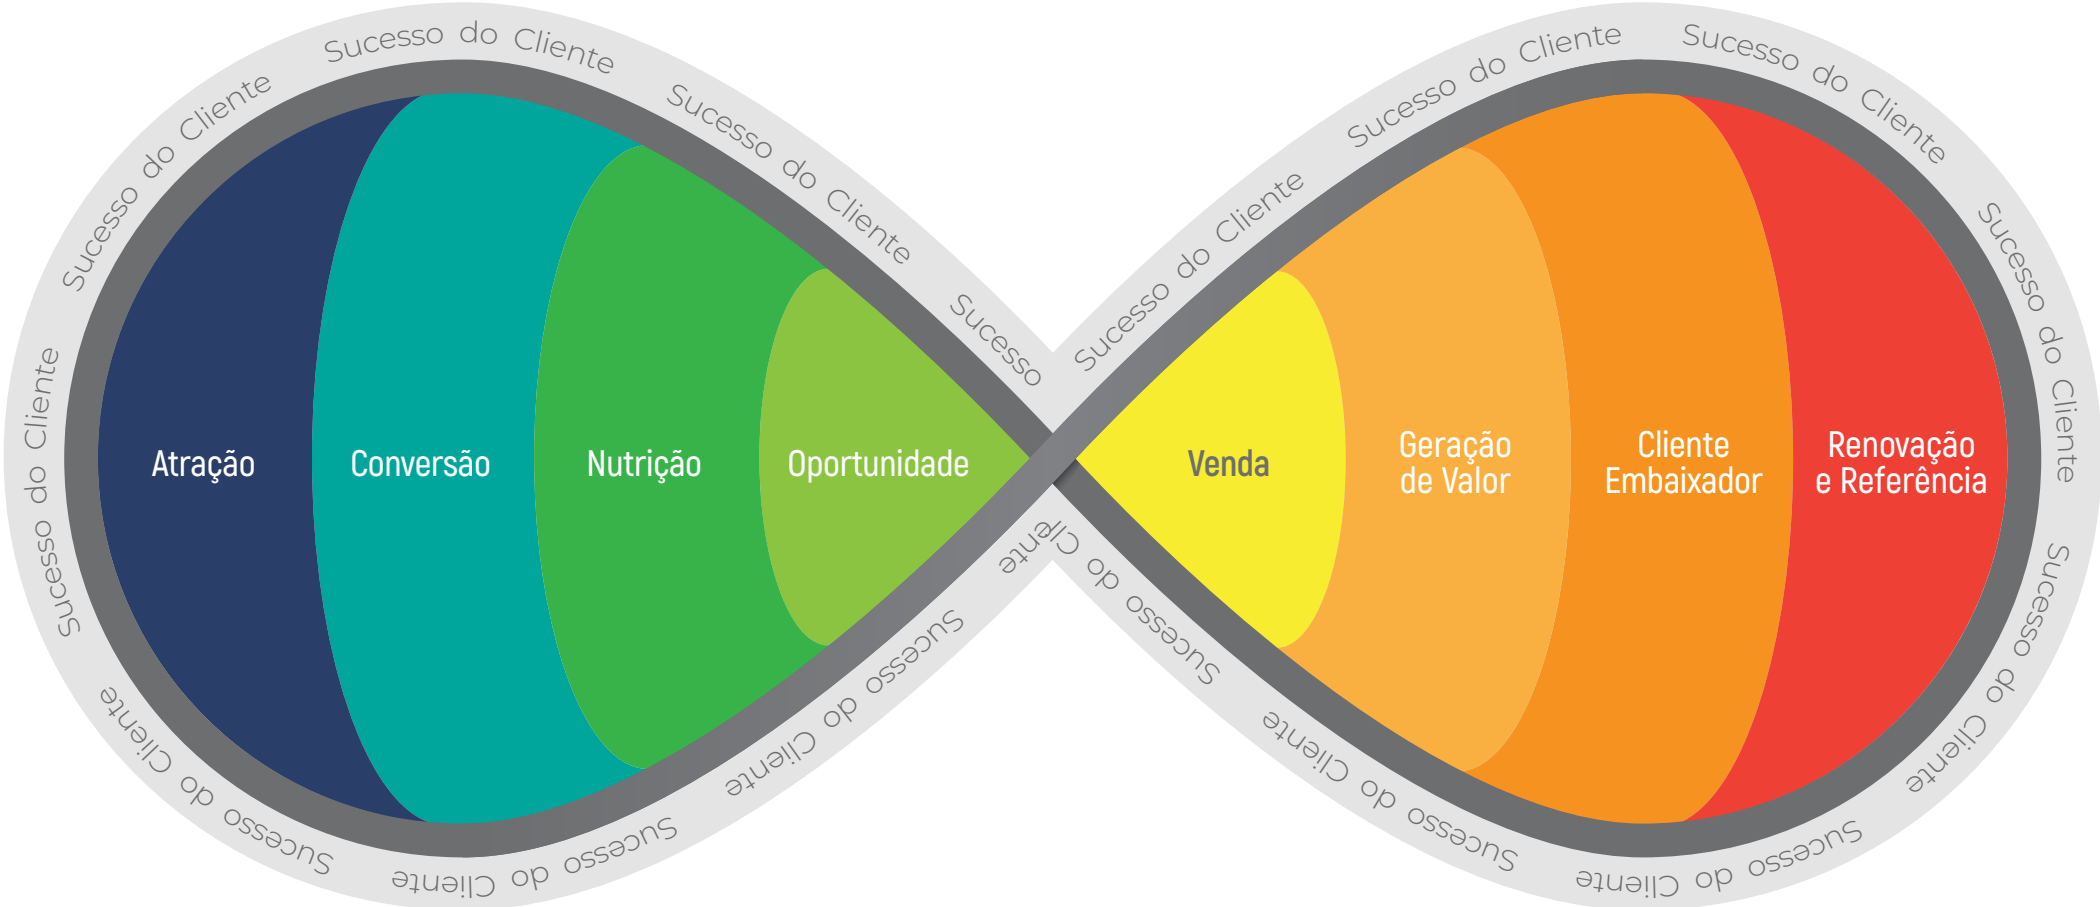 Sucesso do Cliente
Sucesso do Cliente
Sucesso do Cliente
Sucesso do Cliente
Sucesso
Sucesso do Cliente
Sucesso do Cliente
Sucesso do Cliente
Sucesso do Cliente
Sucesso do Cliente
Sucesso do Cliente
Sucesso do Cliente
Sucesso do Cliente
Sucesso do Cliente
Sucesso do Cliente
Sucesso do Cliente
Atração
Conversão
Nutrição
Oportunidade
Venda
Geração
de Valor
Cliente
Embaixador
Renovação
e Referência